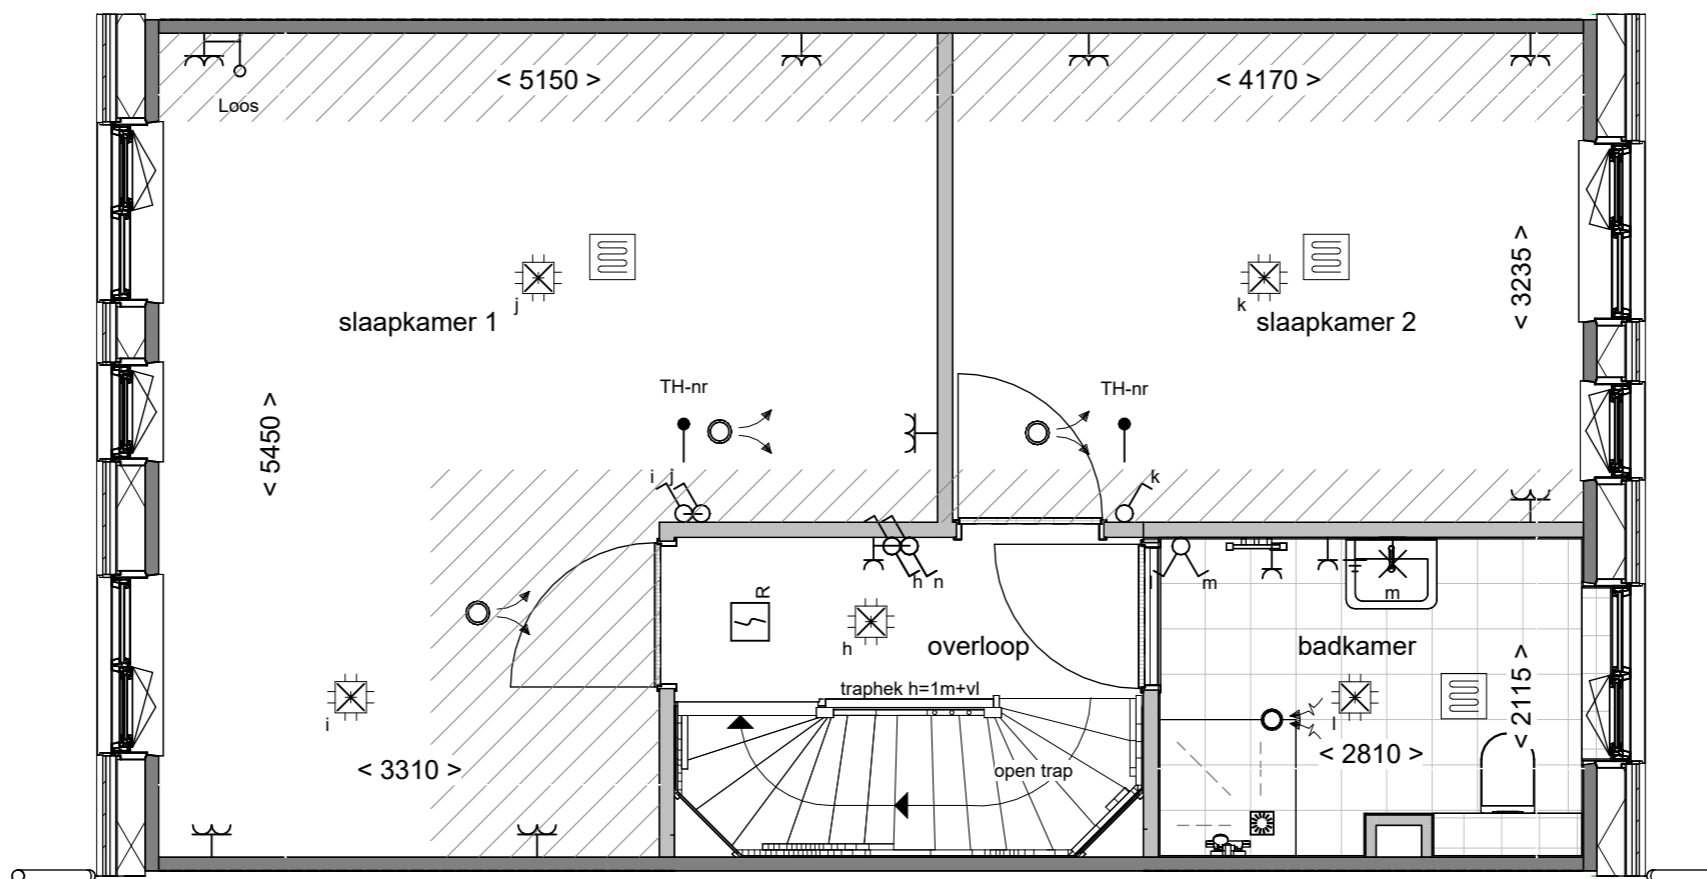 < 5150 >
< 4170 >
Loos
j
k
slaapkamer 1
slaapkamer 2
< 3235 >
TH-nr
TH-nr
< 5450 >
i j
k
h n
l
m
m
R
h
overloop
badkamer
traphek h=1m+vl
i
l
< 2115 >
< 3310 >
open trap
< 2810 >